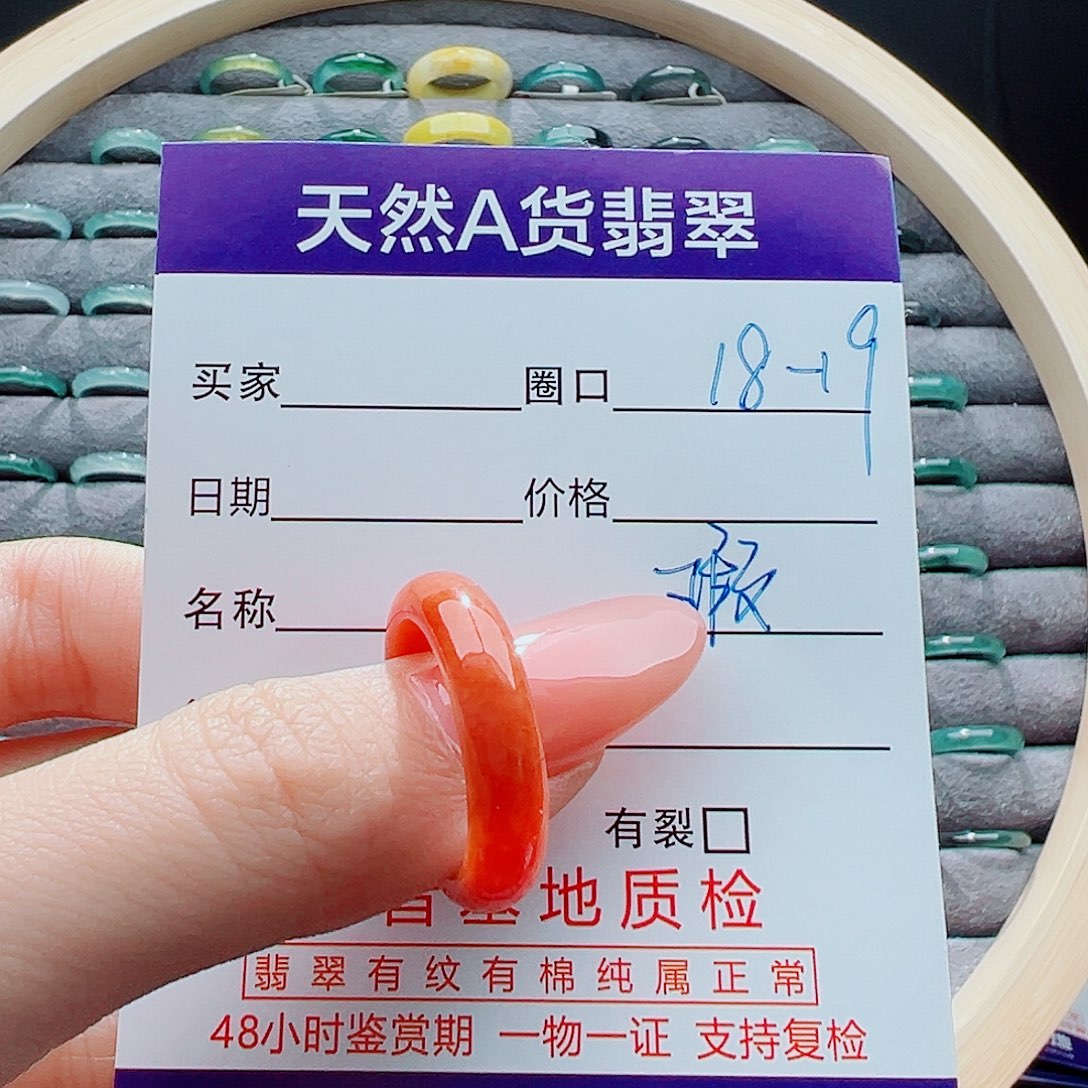 天然A货翡翠
买家 圈口 18-19
日期 价格
名称
有裂
基地质检
翡翠有纹有棉纯属正常
48小时鉴赏期 一物一证 支持复检